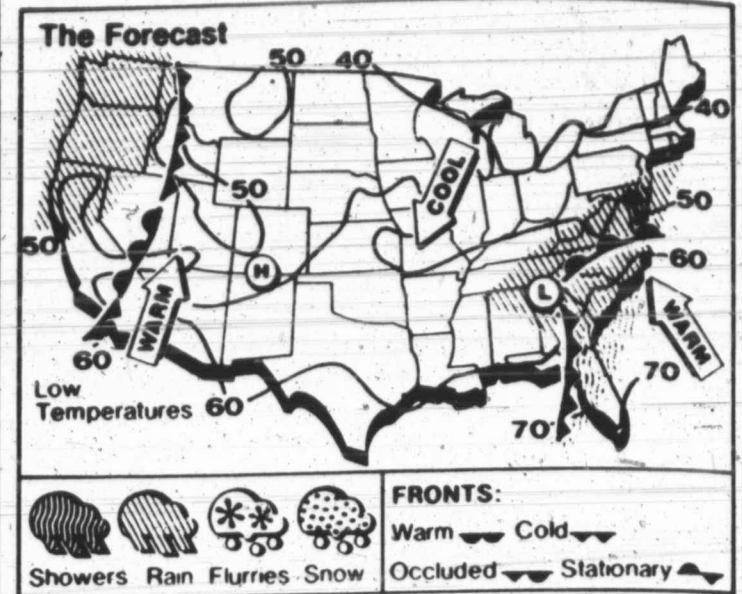 The Forecast
50 40
40
COOL
50
50
50
H
60
L
WARM
WARM
60
70
Low
Temperatures 60
70
FRONTS:
Warm Cold
Showers Rain Flurries Snow
Occluded Stationary